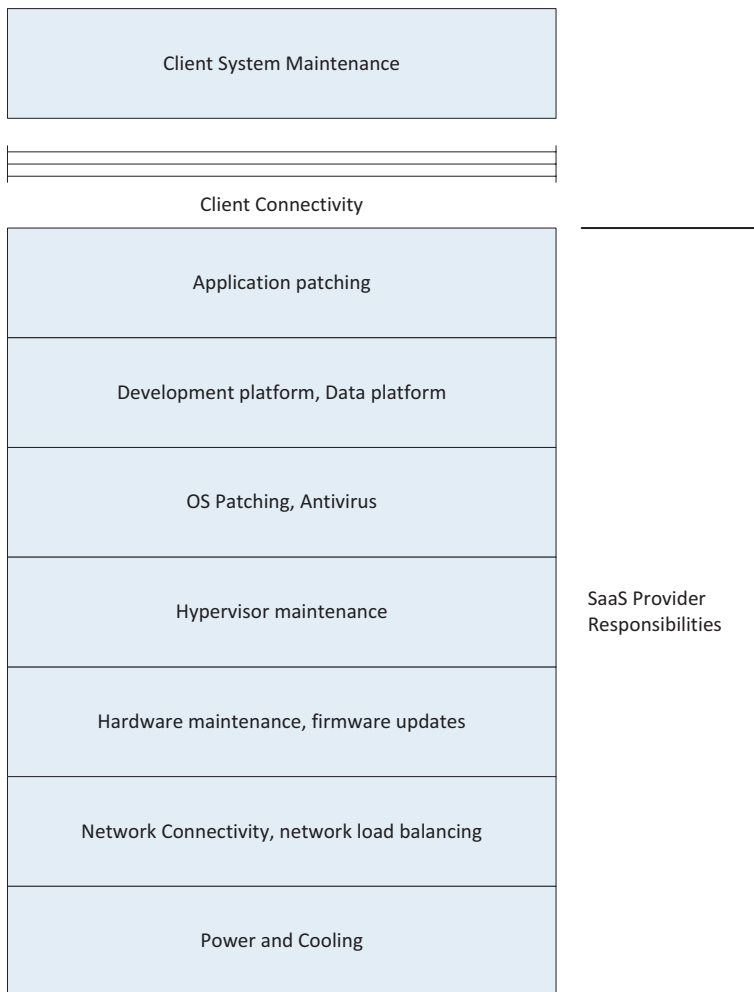 Client System Maintenance
Client Connectivity
Application patching
Development platform, Data platform
OS Patching, Antivirus
Hypervisor maintenance
SaaS Provider
Responsibilities
Hardware maintenance, firmware updates
Network Connectivity, network load balancing
Power and Cooling